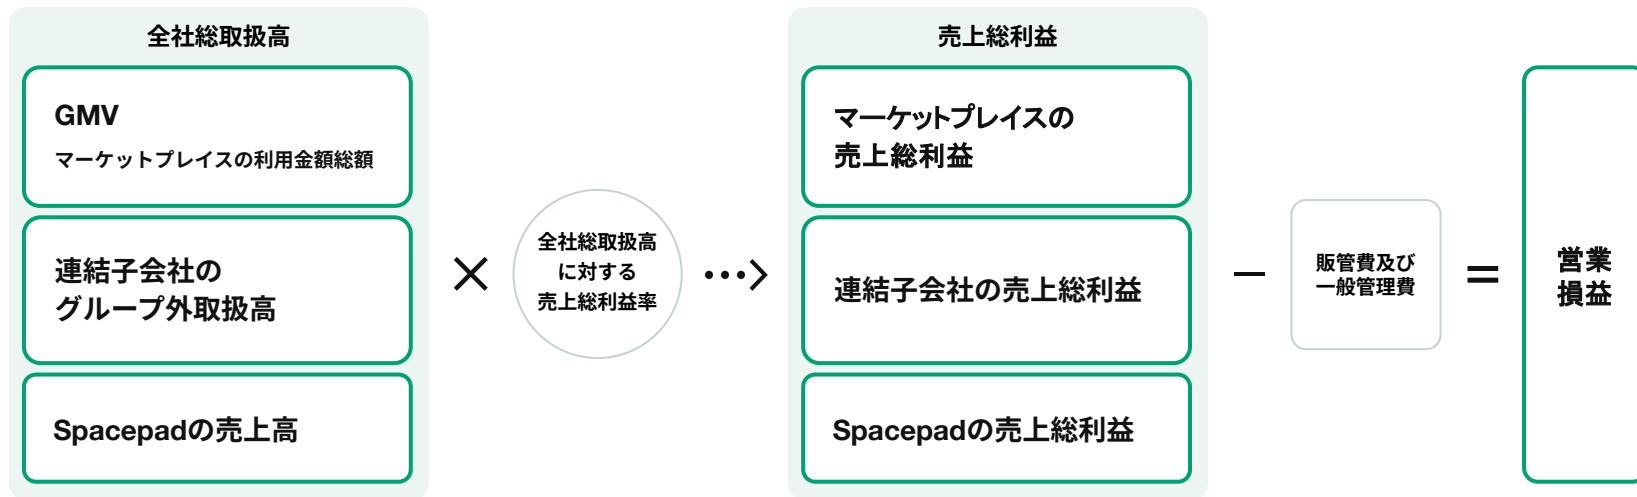 全社総取扱高
GMV
マーケットプレイスの利用金額総額
連結子会社の
グループ外取扱高
Spacepadの売上高
×
全社総取扱高
に対する
売上総利益率
売上総利益
マーケットプレイスの
売上総利益
連結子会社の売上総利益
Spacepadの売上総利益
−
販管費及び
一般管理費
=
営業
損益